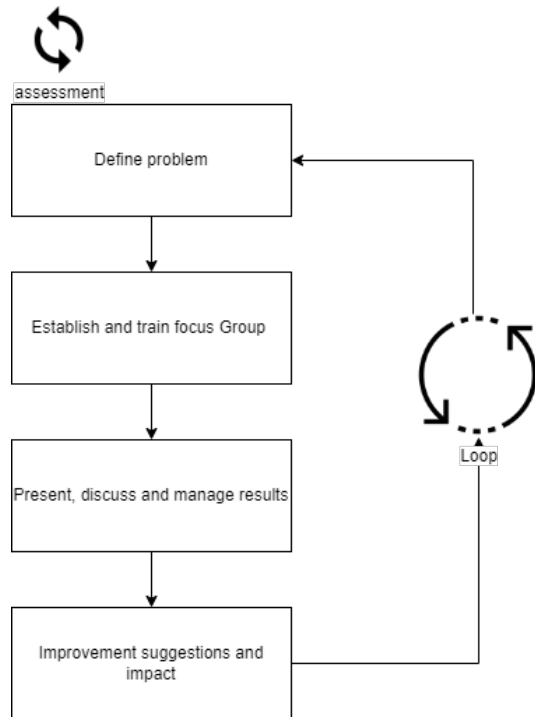 assessment
Define problem
Establish and train focus Group
Present, discuss and manage results
Loop
Improvement suggestions and
impact